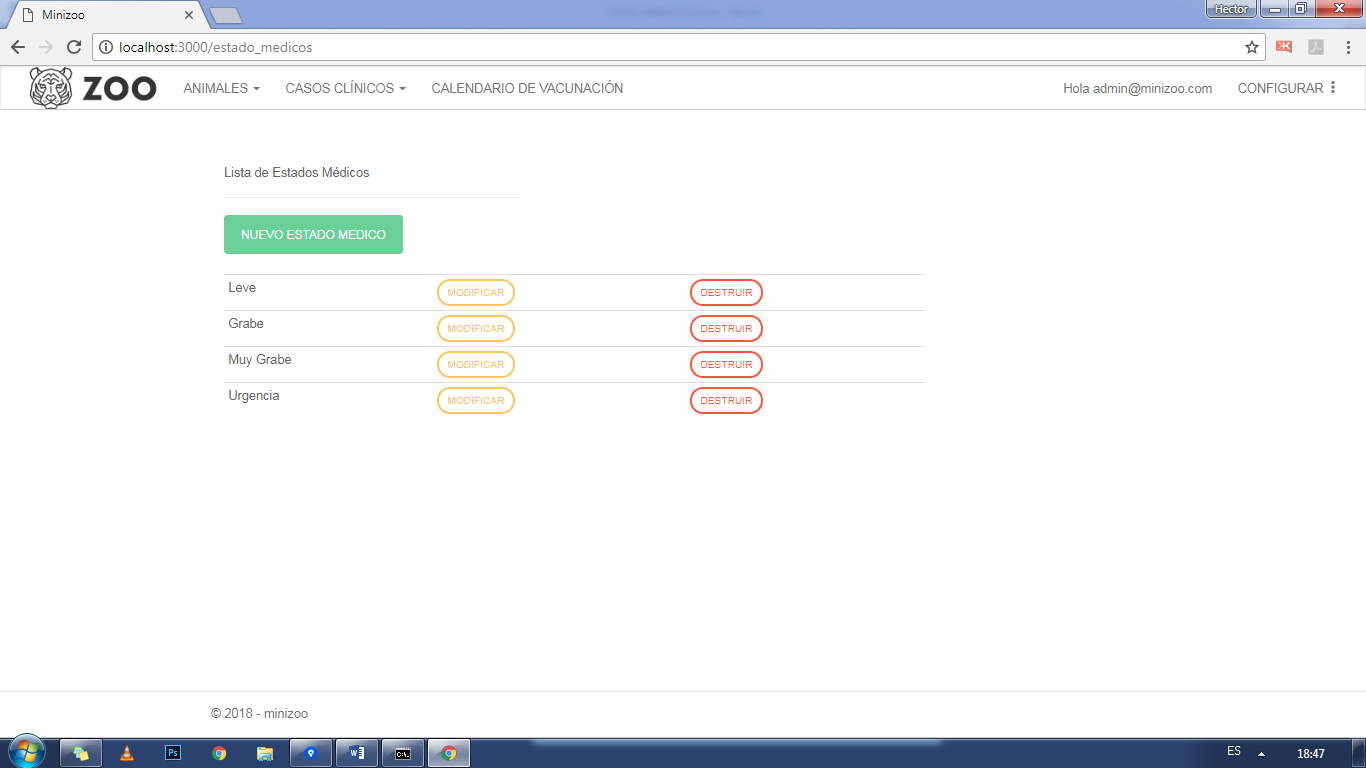 Minizoo
Hector
localhost:3000/estado_medicos
ZOO ANIMALES CASOS CLÍNICOS CALENDARIO DE VACUNACIÓN Hola admin@minizoo.com CONFIGURAR
Lista de Estados Médicos
NUEVO ESTADO MEDICO
Leve MODIFICAR DESTRUIR
Grabe MODIFICAR DESTRUIR
Muy Grabe MODIFICAR DESTRUIR
Urgencia MODIFICAR DESTRUIR
© 2018 - minizoo
Ps C:\. ES 18:47